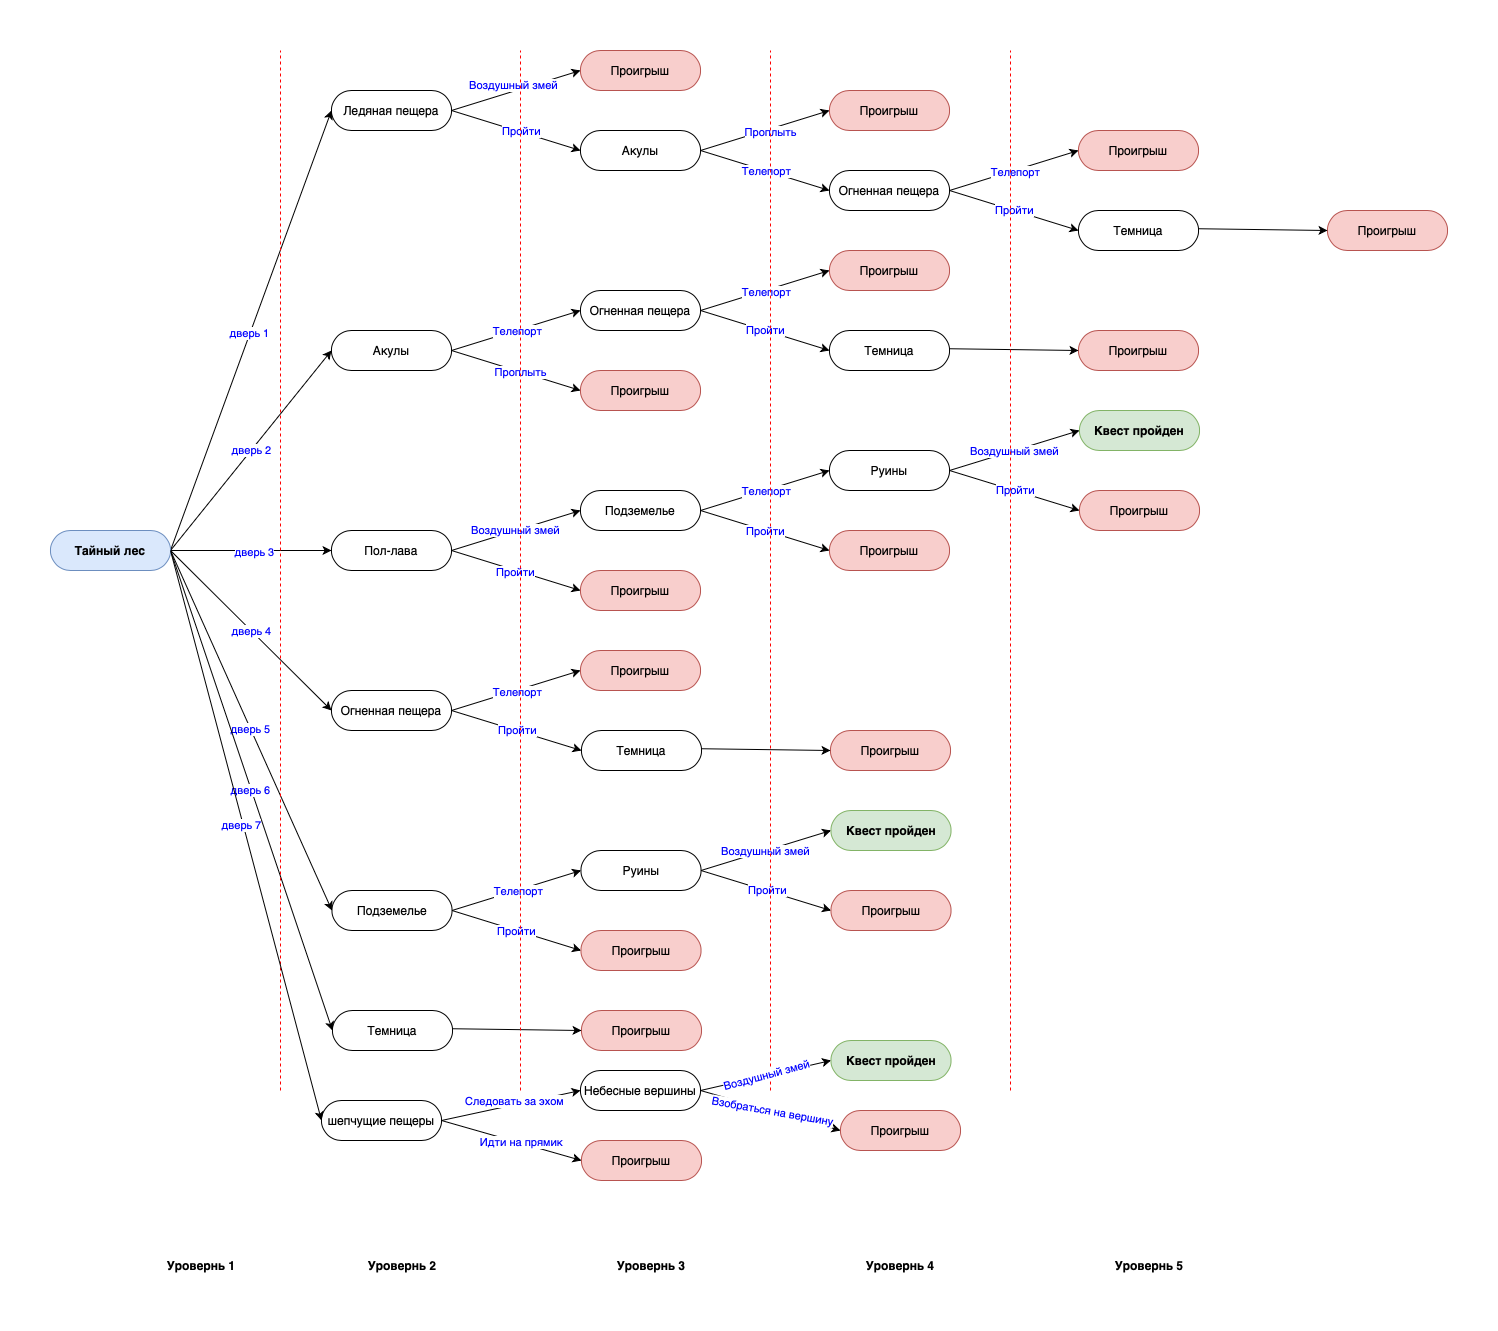 Воздушный змей
Проигрыш
Ледяная пещера
Пройти
Акулы
Проплыть
Проигрыш
Телепорт
Огненная пещера
Телепорт
Проигрыш
Пройти
Темница
Проигрыш
дверь 1
Акулы
Телепорт
Огненная пещера
Телепорт
Проигрыш
Пройти
Темница
Проигрыш
Проплыть
Проигрыш
дверь 2
Тайный лес
дверь 3
Пол-лава
Воздушный змей
Подземелье
Телепорт
Руины
Воздушный змей
Квест пройден
Пройти
Проигрыш
Пройти
Проигрыш
Пройти
Проигрыш
дверь 4
Огненная пещера
Телепорт
Проигрыш
Пройти
Темница
Проигрыш
дверь 5
дверь 6
дверь 7
Подземелье
Телепорт
Руины
Воздушный змей
Квест пройден
Пройти
Проигрыш
Пройти
Проигрыш
Темница
Проигрыш
шепчущие пещеры
Следовать за эхом
Небесные вершины
Воздушный змей
Квест пройден
Взобраться на вершину
Проигрыш
Идти на прямик
Проигрыш
Уровернь 1
Уровернь 2
Уровернь 3
Уровернь 4
Уровернь 5